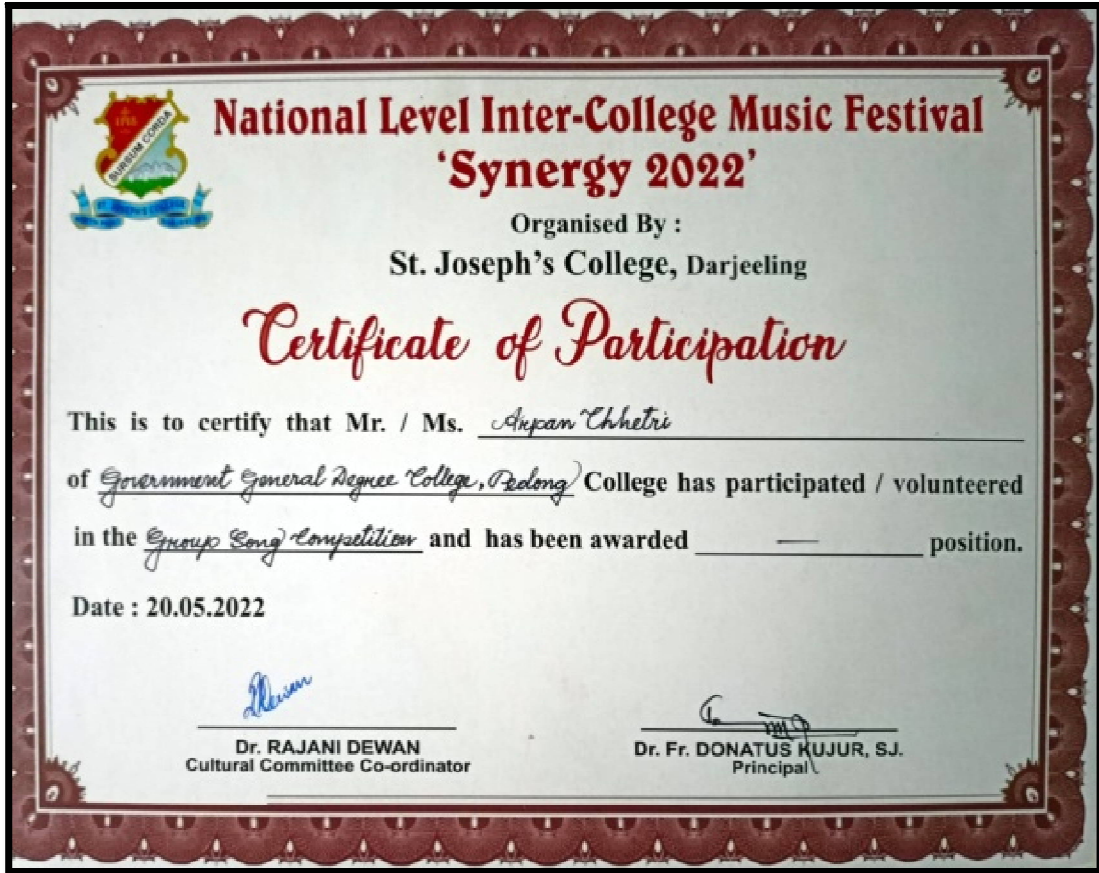 National Level Inter-College Music Festival
'Synergy 2022'
SURSUM CORDA
Organised By :
St. Joseph's College, Darjeeling
Certificate of Participation
This is to certify that Mr. / Ms. Arpan Chhetri
of Government General Degree College, Pedong College has participated / volunteered
in the Group Song Competition and has been awarded — position.
Date : 20.05.2022
Dr. RAJANI DEWAN
Cultural Committee Co-ordinator
Dr. Fr. DONATUS KUJUR, SJ.
Principal